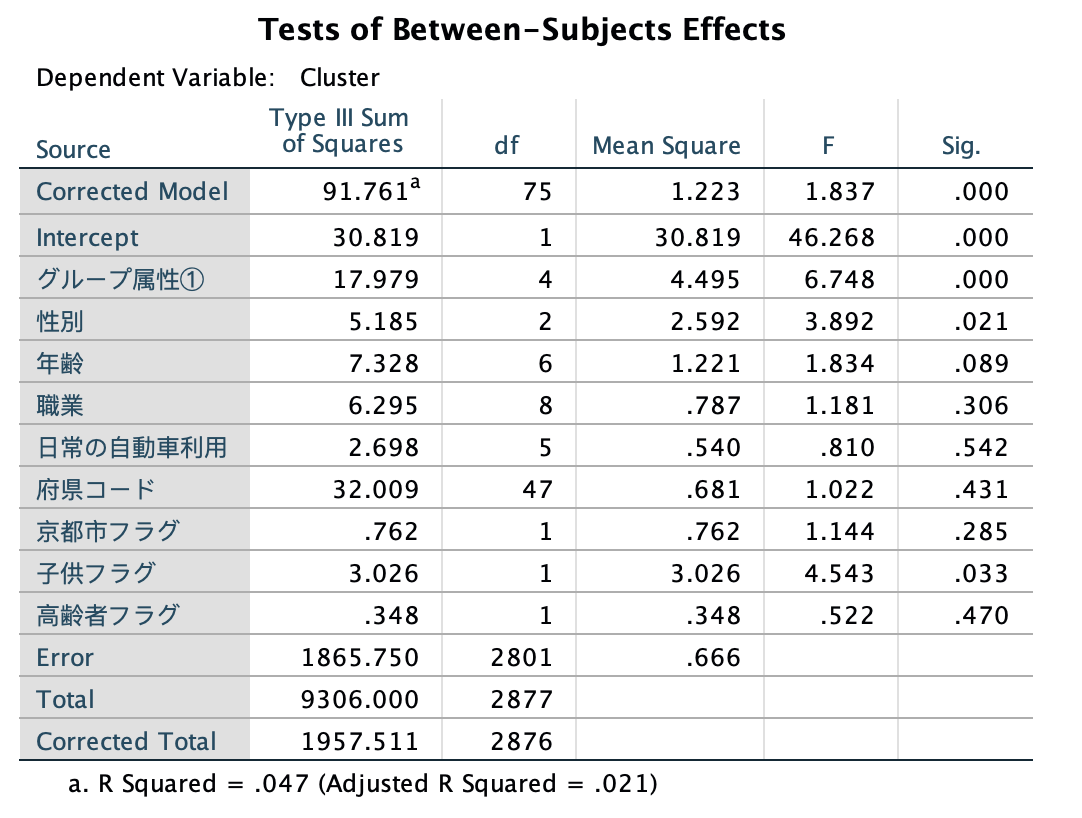 Tests of Between-Subjects Effects
Dependent Variable: Cluster
Source Type III Sum of Squares df Mean Square F Sig.
Corrected Model 91.761a 75 1.223 1.837 .000
Intercept 30.819 1 30.819 46.268 .000
グループ属性① 17.979 4 4.495 6.748 .000
性別 5.185 2 2.592 3.892 .021
年齢 7.328 6 1.221 1.834 .089
職業 6.295 8 .787 1.181 .306
日常の自動車利用 2.698 5 .540 .810 .542
府県コード 32.009 47 .681 1.022 .431
京都市フラグ .762 1 .762 1.144 .285
子供フラグ 3.026 1 3.026 4.543 .033
高齢者フラグ .348 1 .348 .522 .470
Error 1865.750 2801 .666
Total 9306.000 2877
Corrected Total 1957.511 2876
a. R Squared = .047 (Adjusted R Squared = .021)